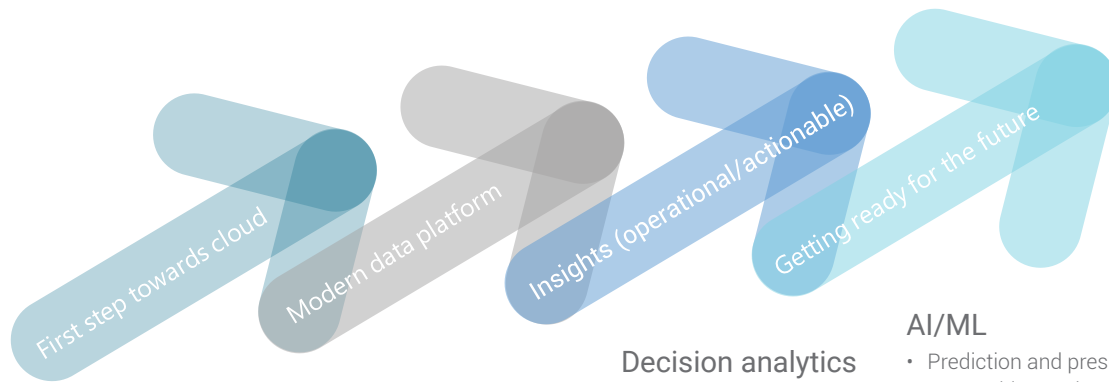 First step towards cloud
Modern data platform
Insights (operational/actionable)
Getting ready for the future
Decision analytics
AI/ML
• Prediction and